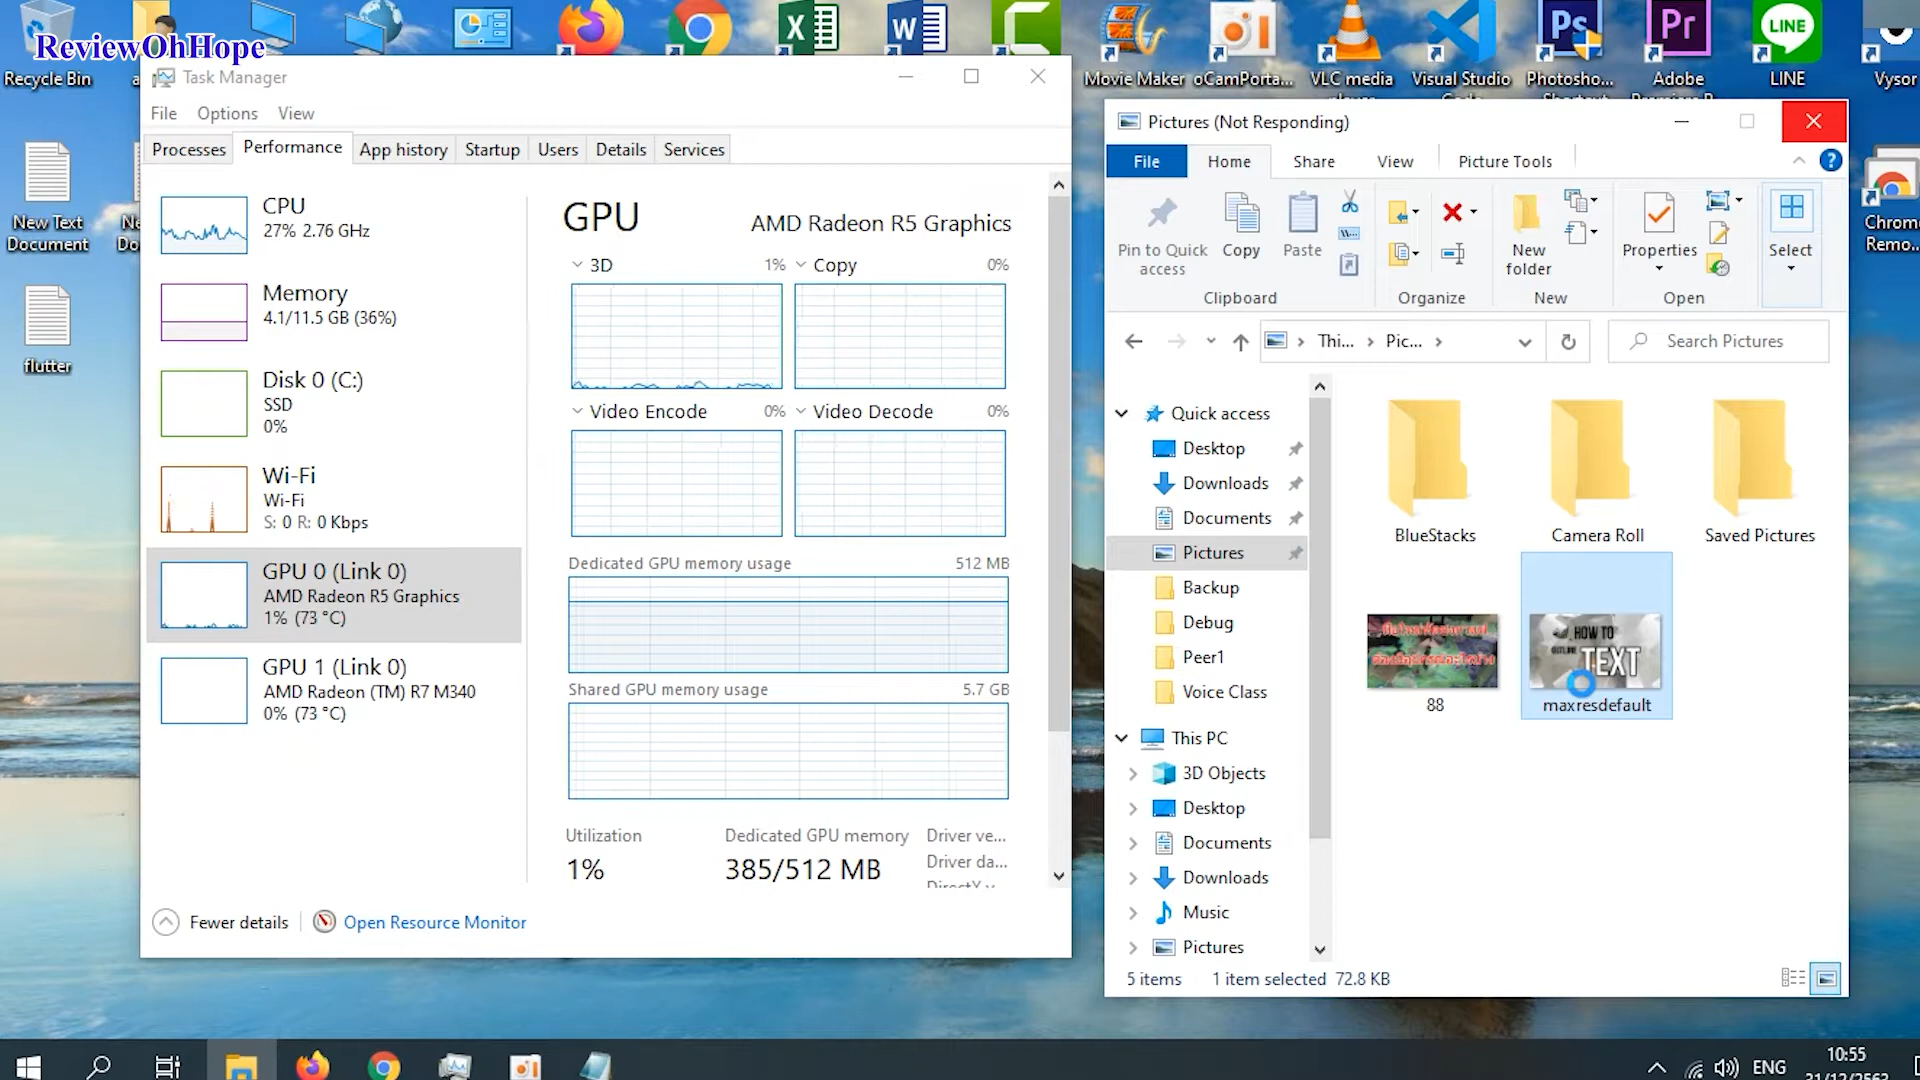 ReviewOhHope
Recycle Bin
Movie Maker
oCamPorta...
VLC media
Visual Studio
Photosho...
Adobe
LINE
Vysor
New Text
Document
flutter
Chrome
Remo...
Task Manager
File Options View
Processes Performance App history Startup Users Details Services
CPU
27% 2.76 GHz
Memory
4.1/11.5 GB (36%)
Disk 0 (C:)
SSD
0%
Wi-Fi
Wi-Fi
S: 0 R: 0 Kbps
GPU 0 (Link 0)
AMD Radeon R5 Graphics
1% (73 °C)
GPU 1 (Link 0)
AMD Radeon (TM) R7 M340
0% (73 °C)
GPU AMD Radeon R5 Graphics
3D 1% Copy 0%
Video Encode 0% Video Decode 0%
Dedicated GPU memory usage 512 MB
Shared GPU memory usage 5.7 GB
Utilization Dedicated GPU memory Driver ve...
1% 385/512 MB Driver da...
Fewer details Open Resource Monitor
Pictures (Not Responding)
File Home Share View Picture Tools
Pin to Quick
access
Copy
Paste
New
folder
Properties
Select
Clipboard Organize New Open
Thi... Pic... Search Pictures
Quick access
Desktop
Downloads
Documents
Pictures
Backup
Debug
Peer1
Voice Class
This PC
3D Objects
Desktop
Documents
Downloads
Music
Pictures
BlueStacks Camera Roll Saved Pictures
HOW TO
OUTLINE TEXT
88 maxresdefault
5 items 1 item selected 72.8 KB
ENG
10:55
31/12/2563